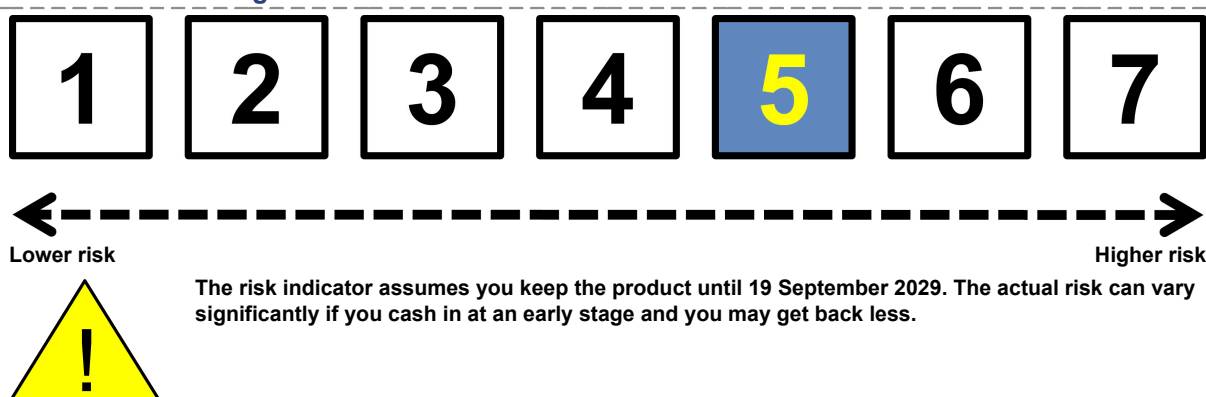 1 2 3 4 5 6 7
Lower risk Higher risk
The risk indicator assumes you keep the product until 19 September 2029. The actual risk can vary
significantly if you cash in at an early stage and you may get back less.
!